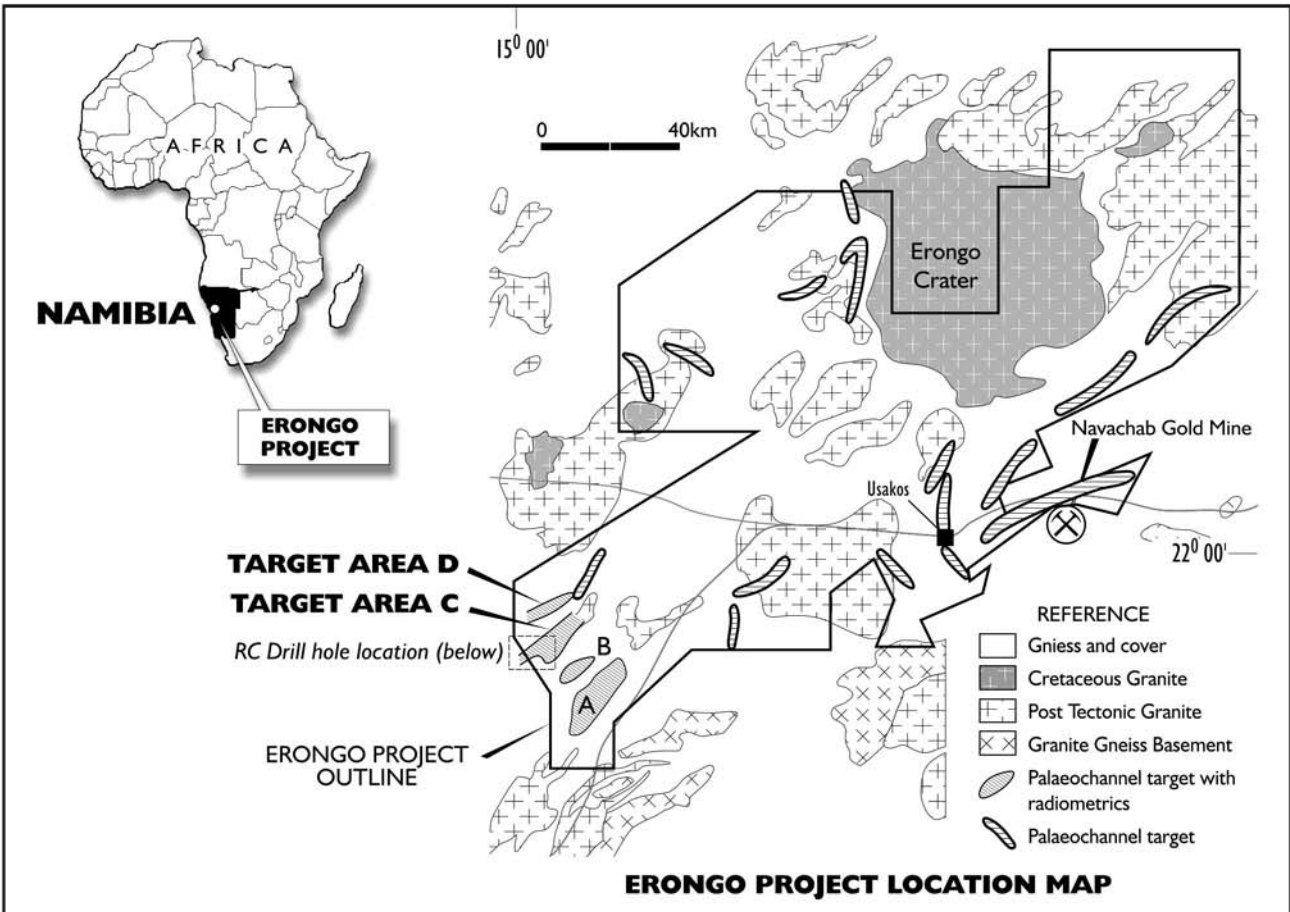 15⁰ 00'
0 40km
AFRICA
NAMIBIA
ERONGO
PROJECT
Erongo
Crater
Navachab Gold Mine
Usakos
22⁰ 00'
TARGET AREA D
TARGET AREA C
RC Drill hole location (below)
B
A
ERONGO PROJECT
OUTLINE
REFERENCE
Gniess and cover
Cretaceous Granite
Post Tectonic Granite
Granite Gneiss Basement
Palaeochannel target with
radiometrics
Palaeochannel target
ERONGO PROJECT LOCATION MAP